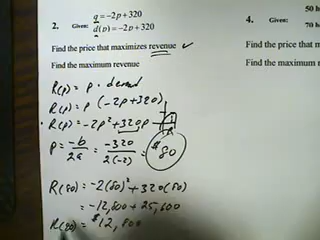 q = -2p + 320
2. Given: d(p) = -2p + 320
Find the price that maximizes revenue ✓
Find the maximum revenue
R(p) = p · demand
R(p) = p (-2p + 320)
R(p) = -2p² + 320p
p = -b/2a = -320/2(-2) = $80
R(80) = -2(80)² + 320(80)
= -12,800 + 25,600
R(80) = $12,800
50
4. Given:
70
Find the price that m
Find the maximum r